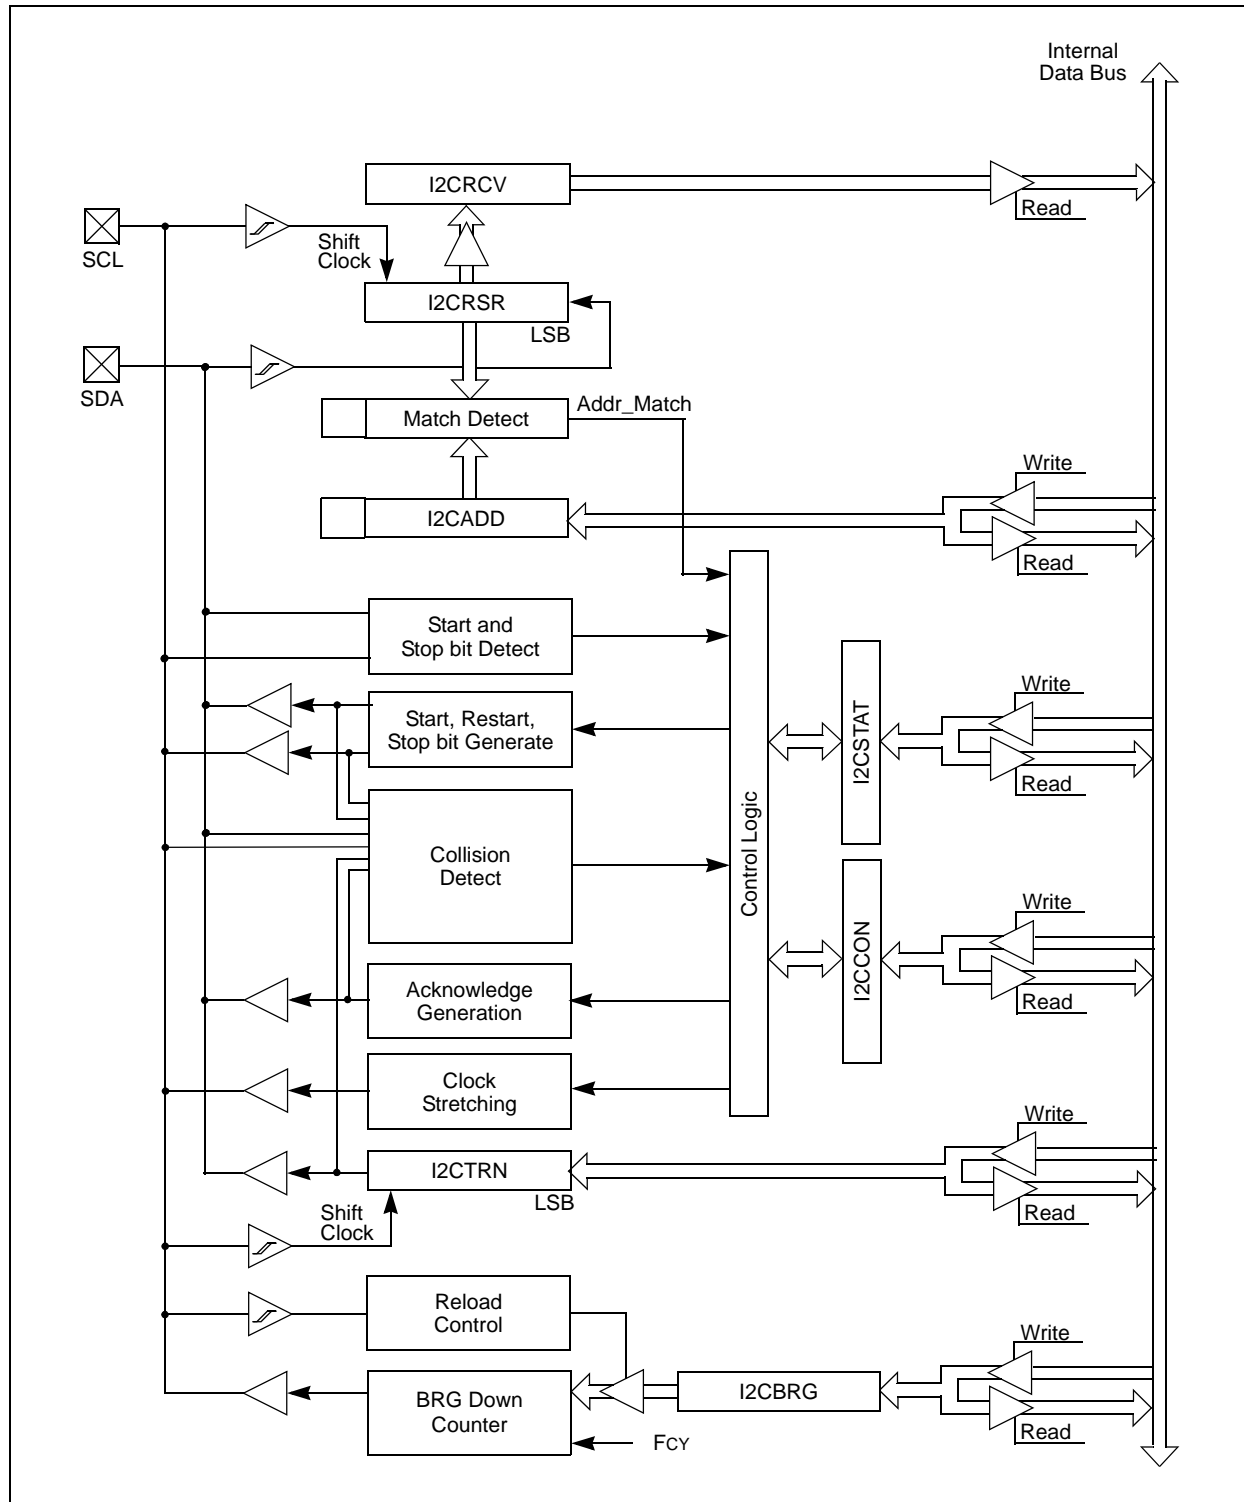 Internal
Data Bus
I2CRCV
Read
SCL
Shift
Clock
I2CRSR
LSB
SDA
Match Detect
Addr_Match
Write
I2CADD
Read
Start and
Stop bit Detect
Write
Start, Restart,
Stop bit Generate
I2CSTAT
Read
Control Logic
Collision
Detect
Write
I2CCON
Read
Acknowledge
Generation
Clock
Stretching
Write
I2CTRN
LSB
Read
Shift
Clock
Reload
Control
Write
BRG Down
Counter
I2CBRG
Read
FCY